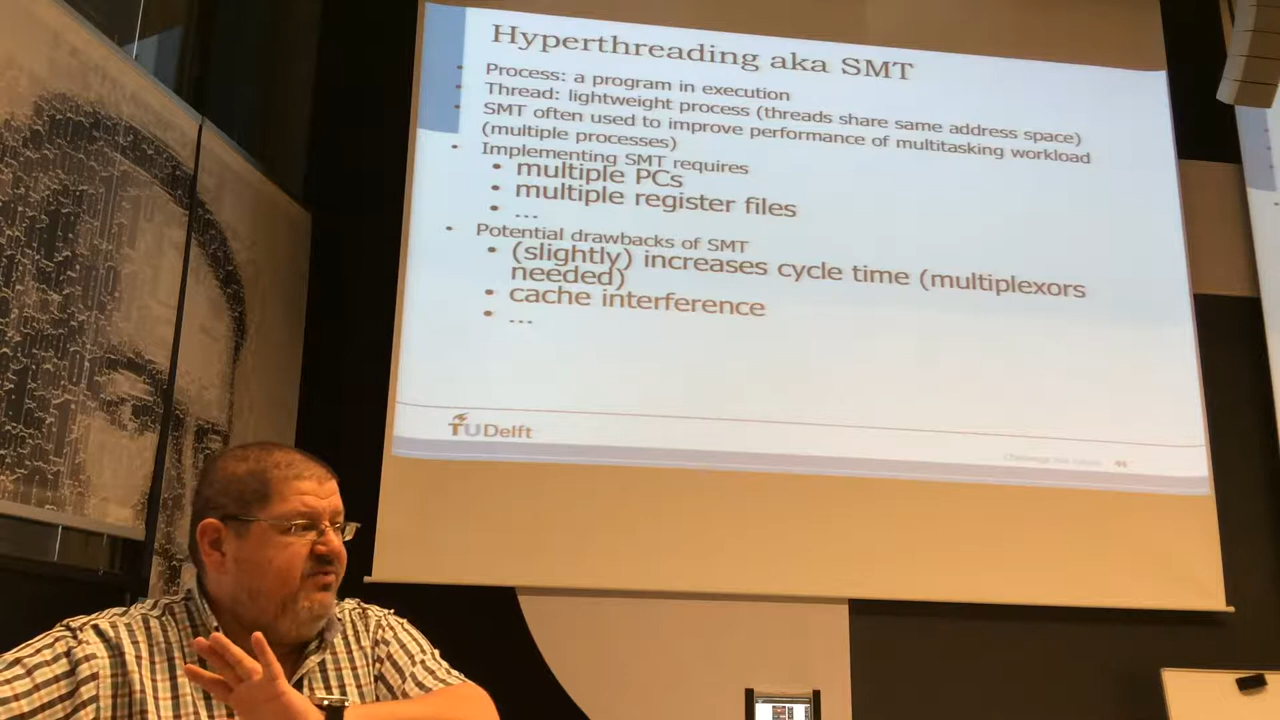 Hyperthreading aka SMT
Process: a program in execution
Thread: lightweight process (threads share same address space)
SMT often used to improve performance of multitasking workload
(multiple processes)
Implementing SMT requires
multiple PCs
multiple register files
...
Potential drawbacks of SMT
(slightly) increases cycle time (multiplexors
needed)
cache interference
...
TU Delft